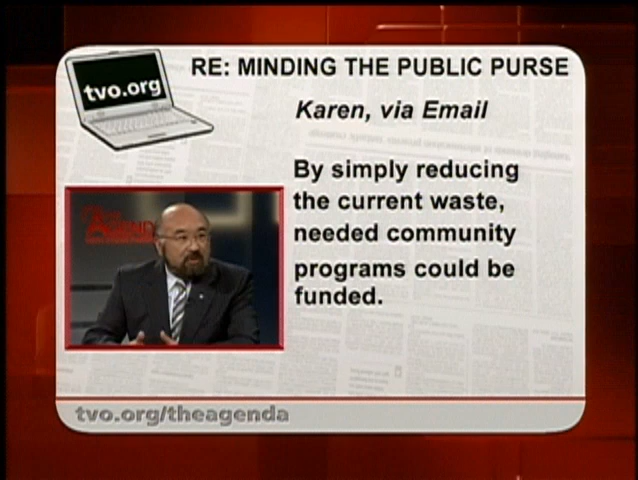 tvo.org
RE: MINDING THE PUBLIC PURSE
Karen, via Email
By simply reducing
the current waste,
needed community
programs could be
funded.
tvo.org/theagenda